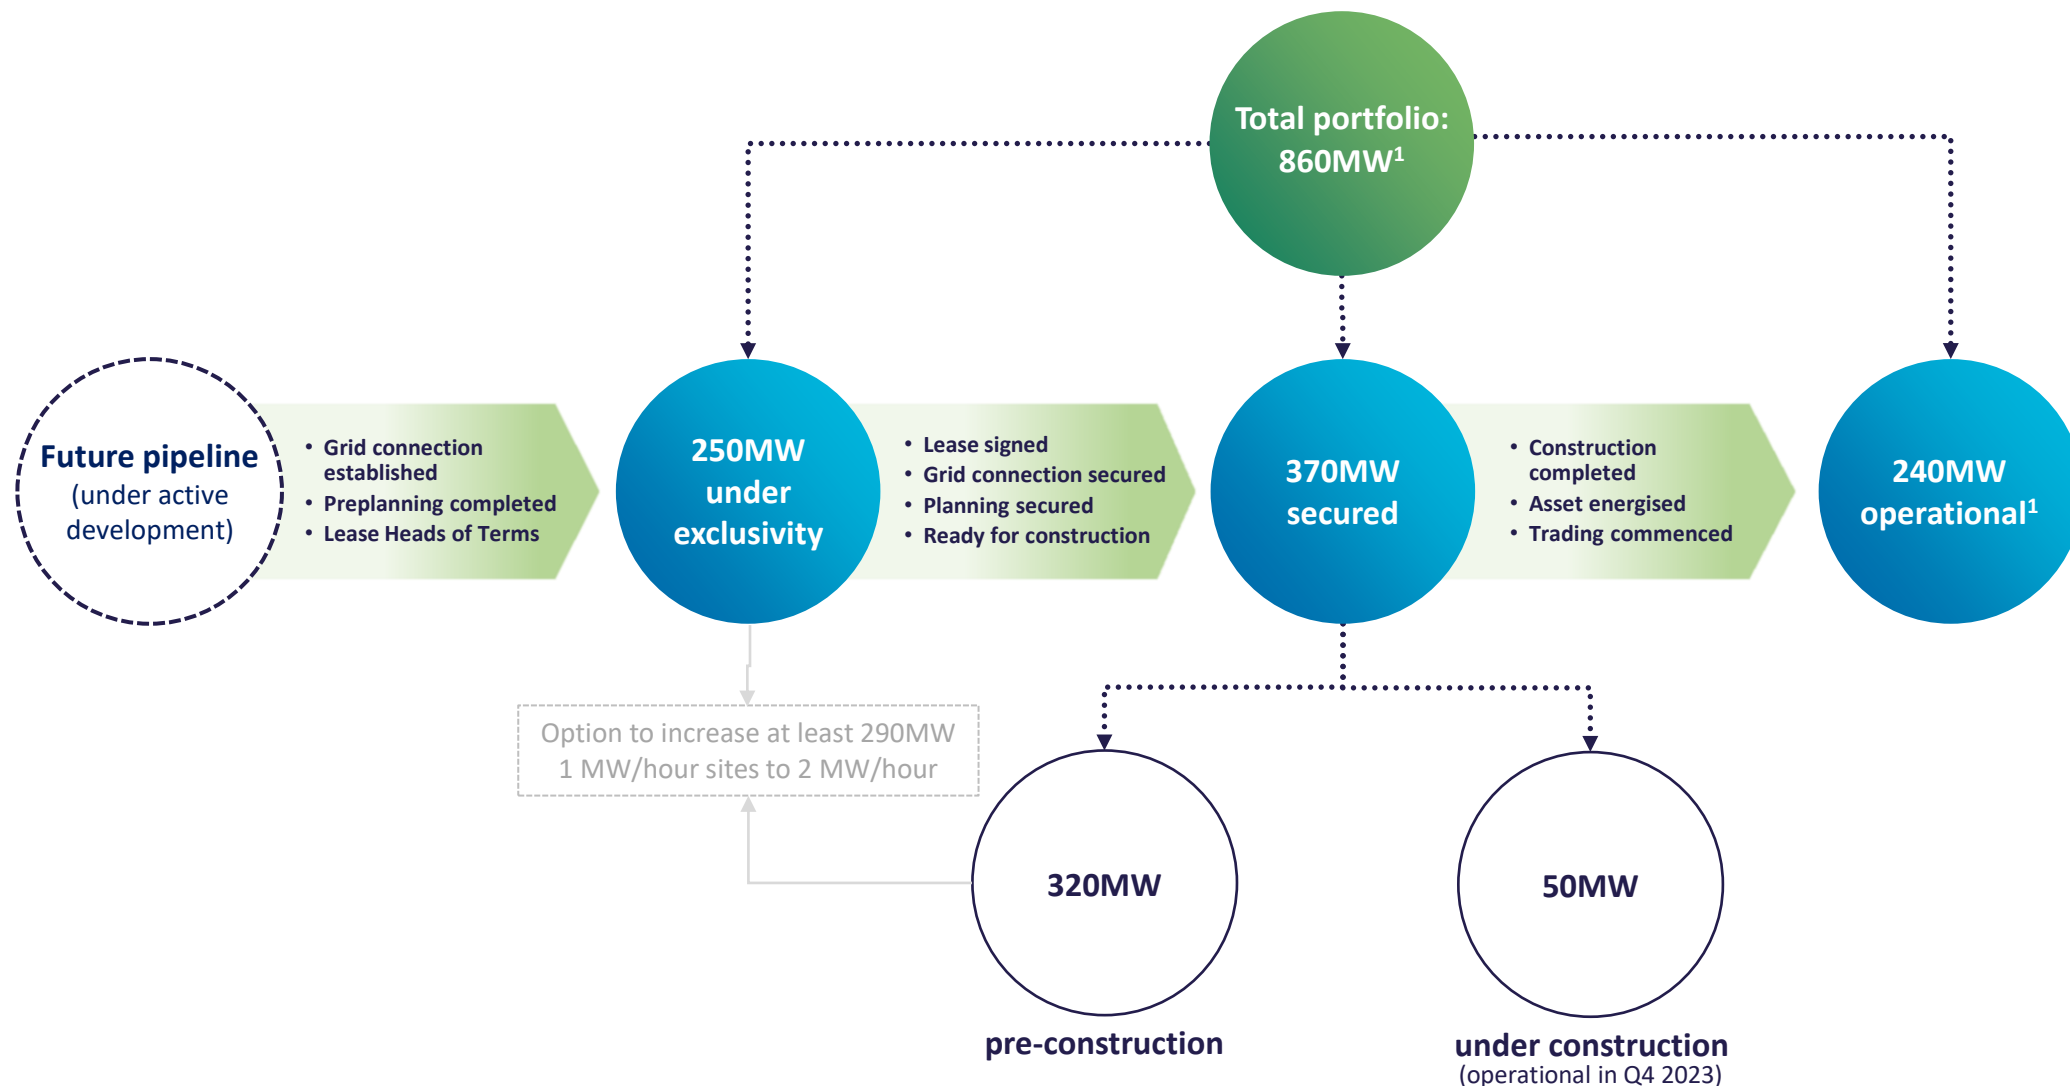 Total portfolio:
860MW¹
Future pipeline
(under active
development)
• Grid connection
established
• Preplanning completed
• Lease Heads of Terms
250MW
under
exclusivity
• Lease signed
• Grid connection secured
• Planning secured
• Ready for construction
370MW
secured
• Construction
completed
• Asset energised
• Trading commenced
240MW
operational¹
Option to increase at least 290MW
1 MW/hour sites to 2 MW/hour
320MW
pre-construction
50MW
under construction
(operational in Q4 2023)